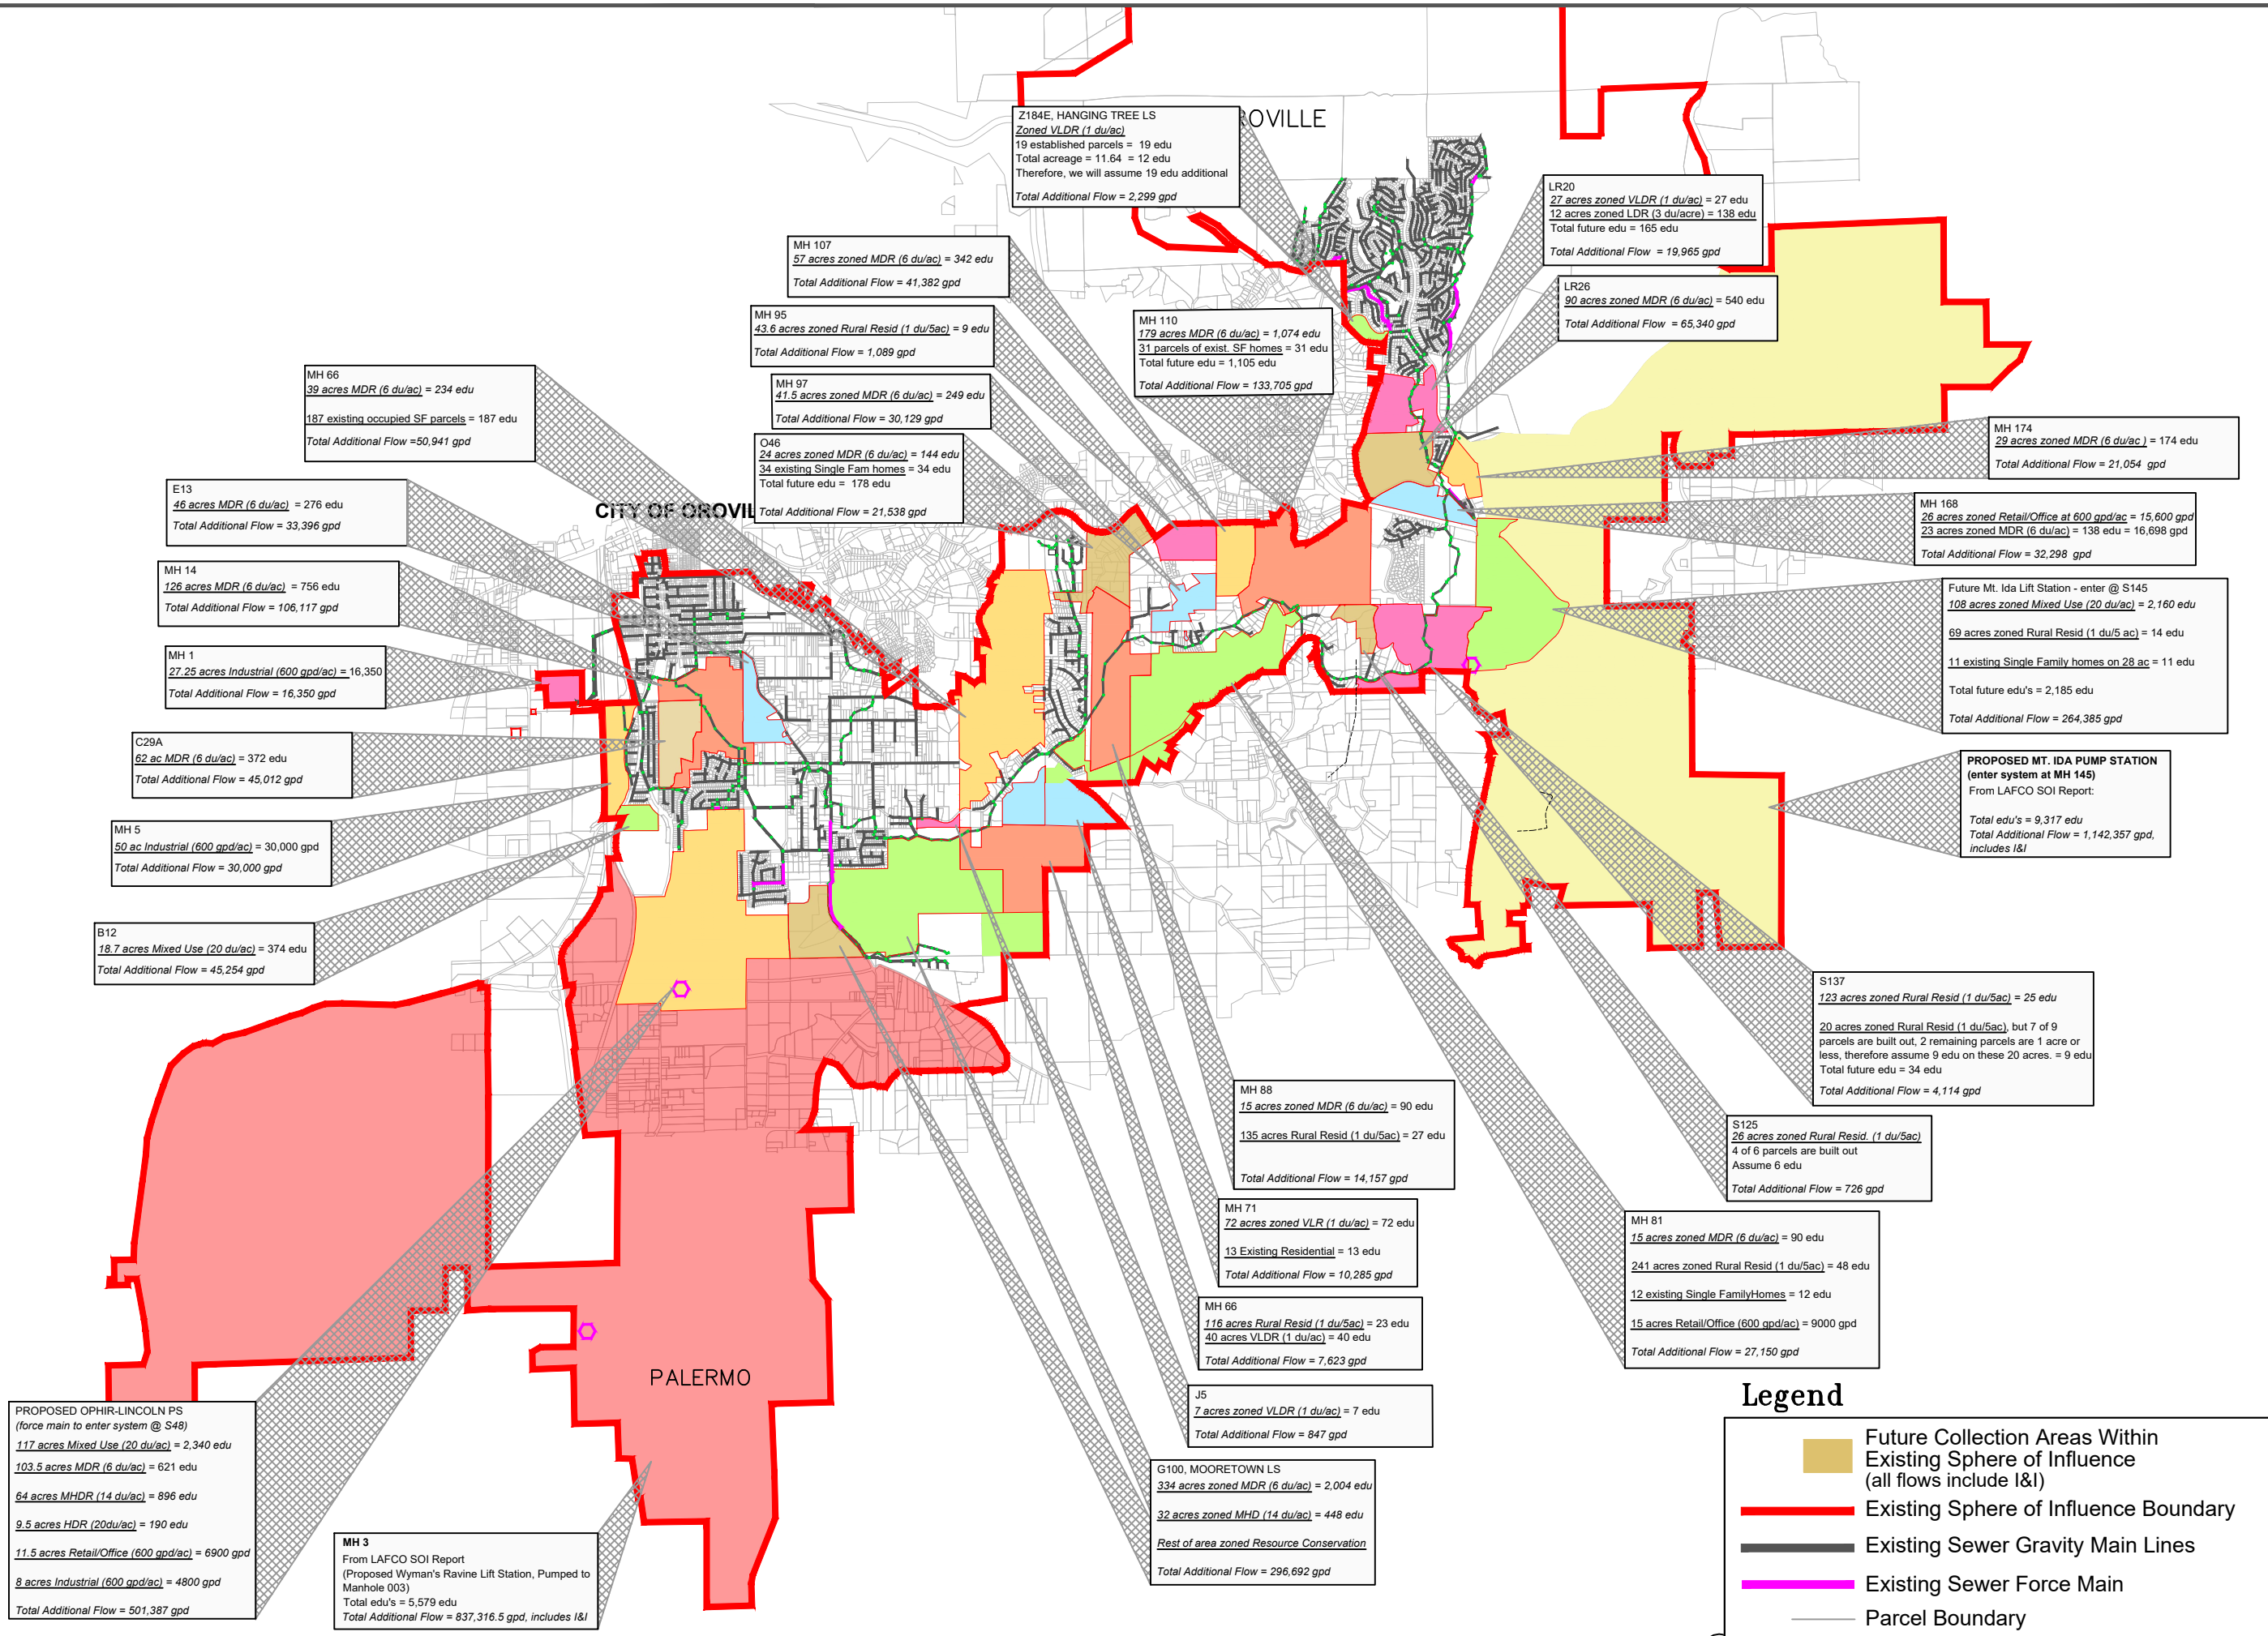 OVILLE
Z184E, HANGING TREE LS
Zoned VLDR (1 du/ac)
19 established parcels =  19 edu
Total acreage = 11.64  = 12 edu
Therefore, we will assume 19 edu additional
Total Additional Flow = 2,299 gpd
LR20
27 acres zoned VLDR (1 du/ac) = 27 edu
12 acres zoned LDR (3 du/acre) = 138 edu
Total future edu = 165 edu
Total Additional Flow  = 19,965 gpd
MH 107
57 acres zoned MDR (6 du/ac) = 342 edu
Total Additional Flow = 41,382 gpd
LR26
90 acres zoned MDR (6 du/ac) = 540 edu
Total Additional Flow  = 65,340 gpd
MH 95
43.6 acres zoned Rural Resid (1 du/5ac) = 9 edu
Total Additional Flow = 1,089 gpd
MH 110
179 acres MDR (6 du/ac) = 1,074 edu
31 parcels of exist. SF homes = 31 edu
Total future edu = 1,105 edu
Total Additional Flow = 133,705 gpd
MH 66
39 acres MDR (6 du/ac) = 234 edu
187 existing occupied SF parcels = 187 edu
Total Additional Flow =50,941 gpd
MH 97
41.5 acres zoned MDR (6 du/ac) = 249 edu
Total Additional Flow = 30,129 gpd
O46
24 acres zoned MDR (6 du/ac) = 144 edu
34 existing Single Fam homes = 34 edu
Total future edu =  178 edu
Total Additional Flow = 21,538 gpd
MH 174
29 acres zoned MDR (6 du/ac ) = 174 edu
Total Additional Flow = 21,054  gpd
E13
46 acres MDR (6 du/ac)  = 276 edu
Total Additional Flow = 33,396 gpd
CITY OF OROVIL
MH 168
26 acres zoned Retail/Office at 600 gpd/ac = 15,600 gpd
23 acres zoned MDR (6 du/ac) = 138 edu = 16,698 gpd
Total Additional Flow = 32,298  gpd
MH 14
126 acres MDR (6 du/ac)  = 756 edu
Total Additional Flow = 106,117 gpd
Future Mt. Ida Lift Station - enter @ S145
108 acres zoned Mixed Use (20 du/ac) = 2,160 edu
69 acres zoned Rural Resid (1 du/5 ac) = 14 edu
11 existing Single Family homes on 28 ac = 11 edu
Total future edu's = 2,185 edu
Total Additional Flow = 264,385 gpd
MH 1
27.25 acres Industrial (600 gpd/ac) = 16,350
Total Additional Flow = 16,350 gpd
C29A
62 ac MDR (6 du/ac) = 372 edu
Total Additional Flow = 45,012 gpd
PROPOSED MT. IDA PUMP STATION
(enter system at MH 145)
From LAFCO SOI Report:
Total edu's = 9,317 edu
Total Additional Flow = 1,142,357 gpd,
includes I&I
MH 5
50 ac Industrial (600 gpd/ac) = 30,000 gpd
Total Additional Flow = 30,000 gpd
B12
18.7 acres Mixed Use (20 du/ac) = 374 edu
Total Additional Flow = 45,254 gpd
S137
123 acres zoned Rural Resid (1 du/5ac) = 25 edu
20 acres zoned Rural Resid (1 du/5ac), but 7 of 9
parcels are built out, 2 remaining parcels are 1 acre or
less, therefore assume 9 edu on these 20 acres. = 9 edu
Total future edu = 34 edu
Total Additional Flow = 4,114 gpd
MH 88
15 acres zoned MDR (6 du/ac) = 90 edu
135 acres Rural Resid (1 du/5ac) = 27 edu
Total Additional Flow = 14,157 gpd
S125
26 acres zoned Rural Resid. (1 du/5ac)
4 of 6 parcels are built out
Assume 6 edu
Total Additional Flow = 726 gpd
MH 71
72 acres zoned VLR (1 du/ac) = 72 edu
13 Existing Residential = 13 edu
Total Additional Flow = 10,285 gpd
MH 81
15 acres zoned MDR (6 du/ac) = 90 edu
241 acres zoned Rural Resid (1 du/5ac) = 48 edu
12 existing Single FamilyHomes = 12 edu
15 acres Retail/Office (600 gpd/ac) = 9000 gpd
Total Additional Flow = 27,150 gpd
MH 66
116 acres Rural Resid (1 du/5ac) = 23 edu
40 acres VLDR (1 du/ac) = 40 edu
Total Additional Flow = 7,623 gpd
PALERMO
J5
7 acres zoned VLDR (1 du/ac) = 7 edu
Total Additional Flow = 847 gpd
PROPOSED OPHIR-LINCOLN PS
(force main to enter system @ S48)
117 acres Mixed Use (20 du/ac) = 2,340 edu
103.5 acres MDR (6 du/ac) = 621 edu
64 acres MHDR (14 du/ac) = 896 edu
9.5 acres HDR (20du/ac) = 190 edu
11.5 acres Retail/Office (600 gpd/ac) = 6900 gpd
8 acres Industrial (600 gpd/ac) = 4800 gpd
Total Additional Flow = 501,387 gpd
G100, MOORETOWN LS
334 acres zoned MDR (6 du/ac) = 2,004 edu
32 acres zoned MHD (14 du/ac) = 448 edu
Rest of area zoned Resource Conservation
Total Additional Flow = 296,692 gpd
MH 3
From LAFCO SOI Report
(Proposed Wyman's Ravine Lift Station, Pumped to
Manhole 003)
Total edu's = 5,579 edu
Total Additional Flow = 837,316.5 gpd, includes I&I
Legend
Future Collection Areas Within
Existing Sphere of Influence
(all flows include I&I)
Existing Sphere of Influence Boundary
Existing Sewer Gravity Main Lines
Existing Sewer Force Main
Parcel Boundary